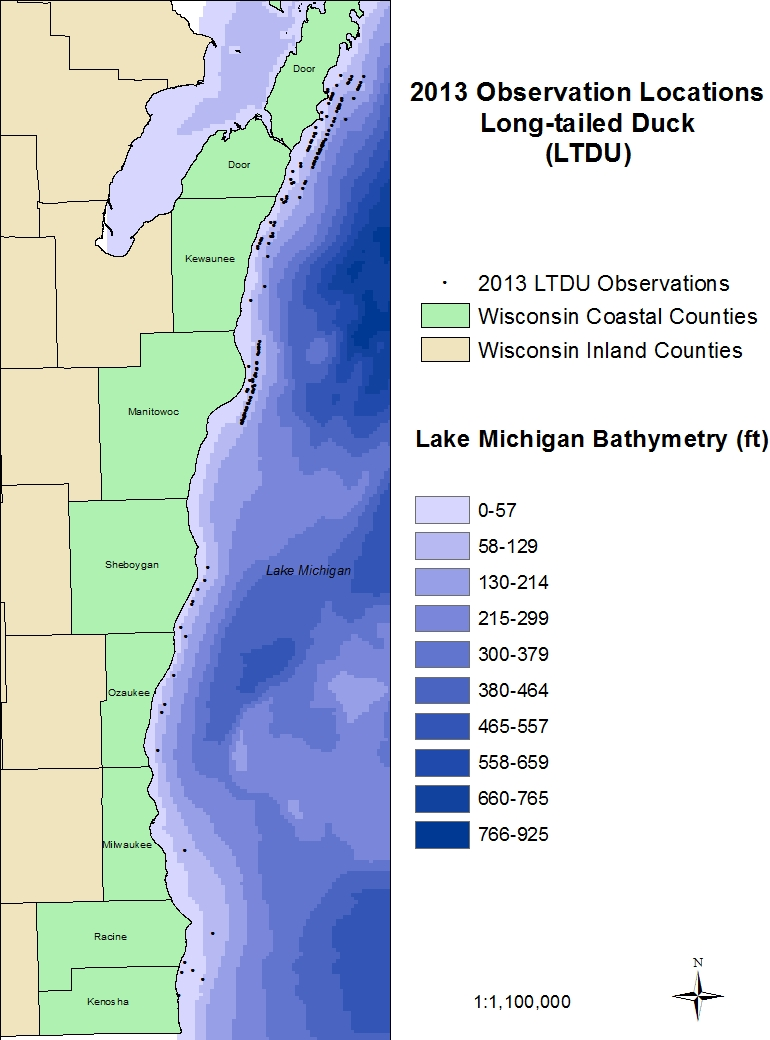 2013 Observation Locations
Long-tailed Duck
(LTDU)
2013 LTDU Observations
Wisconsin Coastal Counties
Wisconsin Inland Counties
Lake Michigan Bathymetry (ft)
0-57
58-129
130-214
215-299
300-379
380-464
465-557
558-659
660-765
766-925
N
1:1,100,000
Door
Door
Kewaunee
Manitowoc
Sheboygan
Lake Michigan
Ozaukee
Milwaukee
Racine
Kenosha